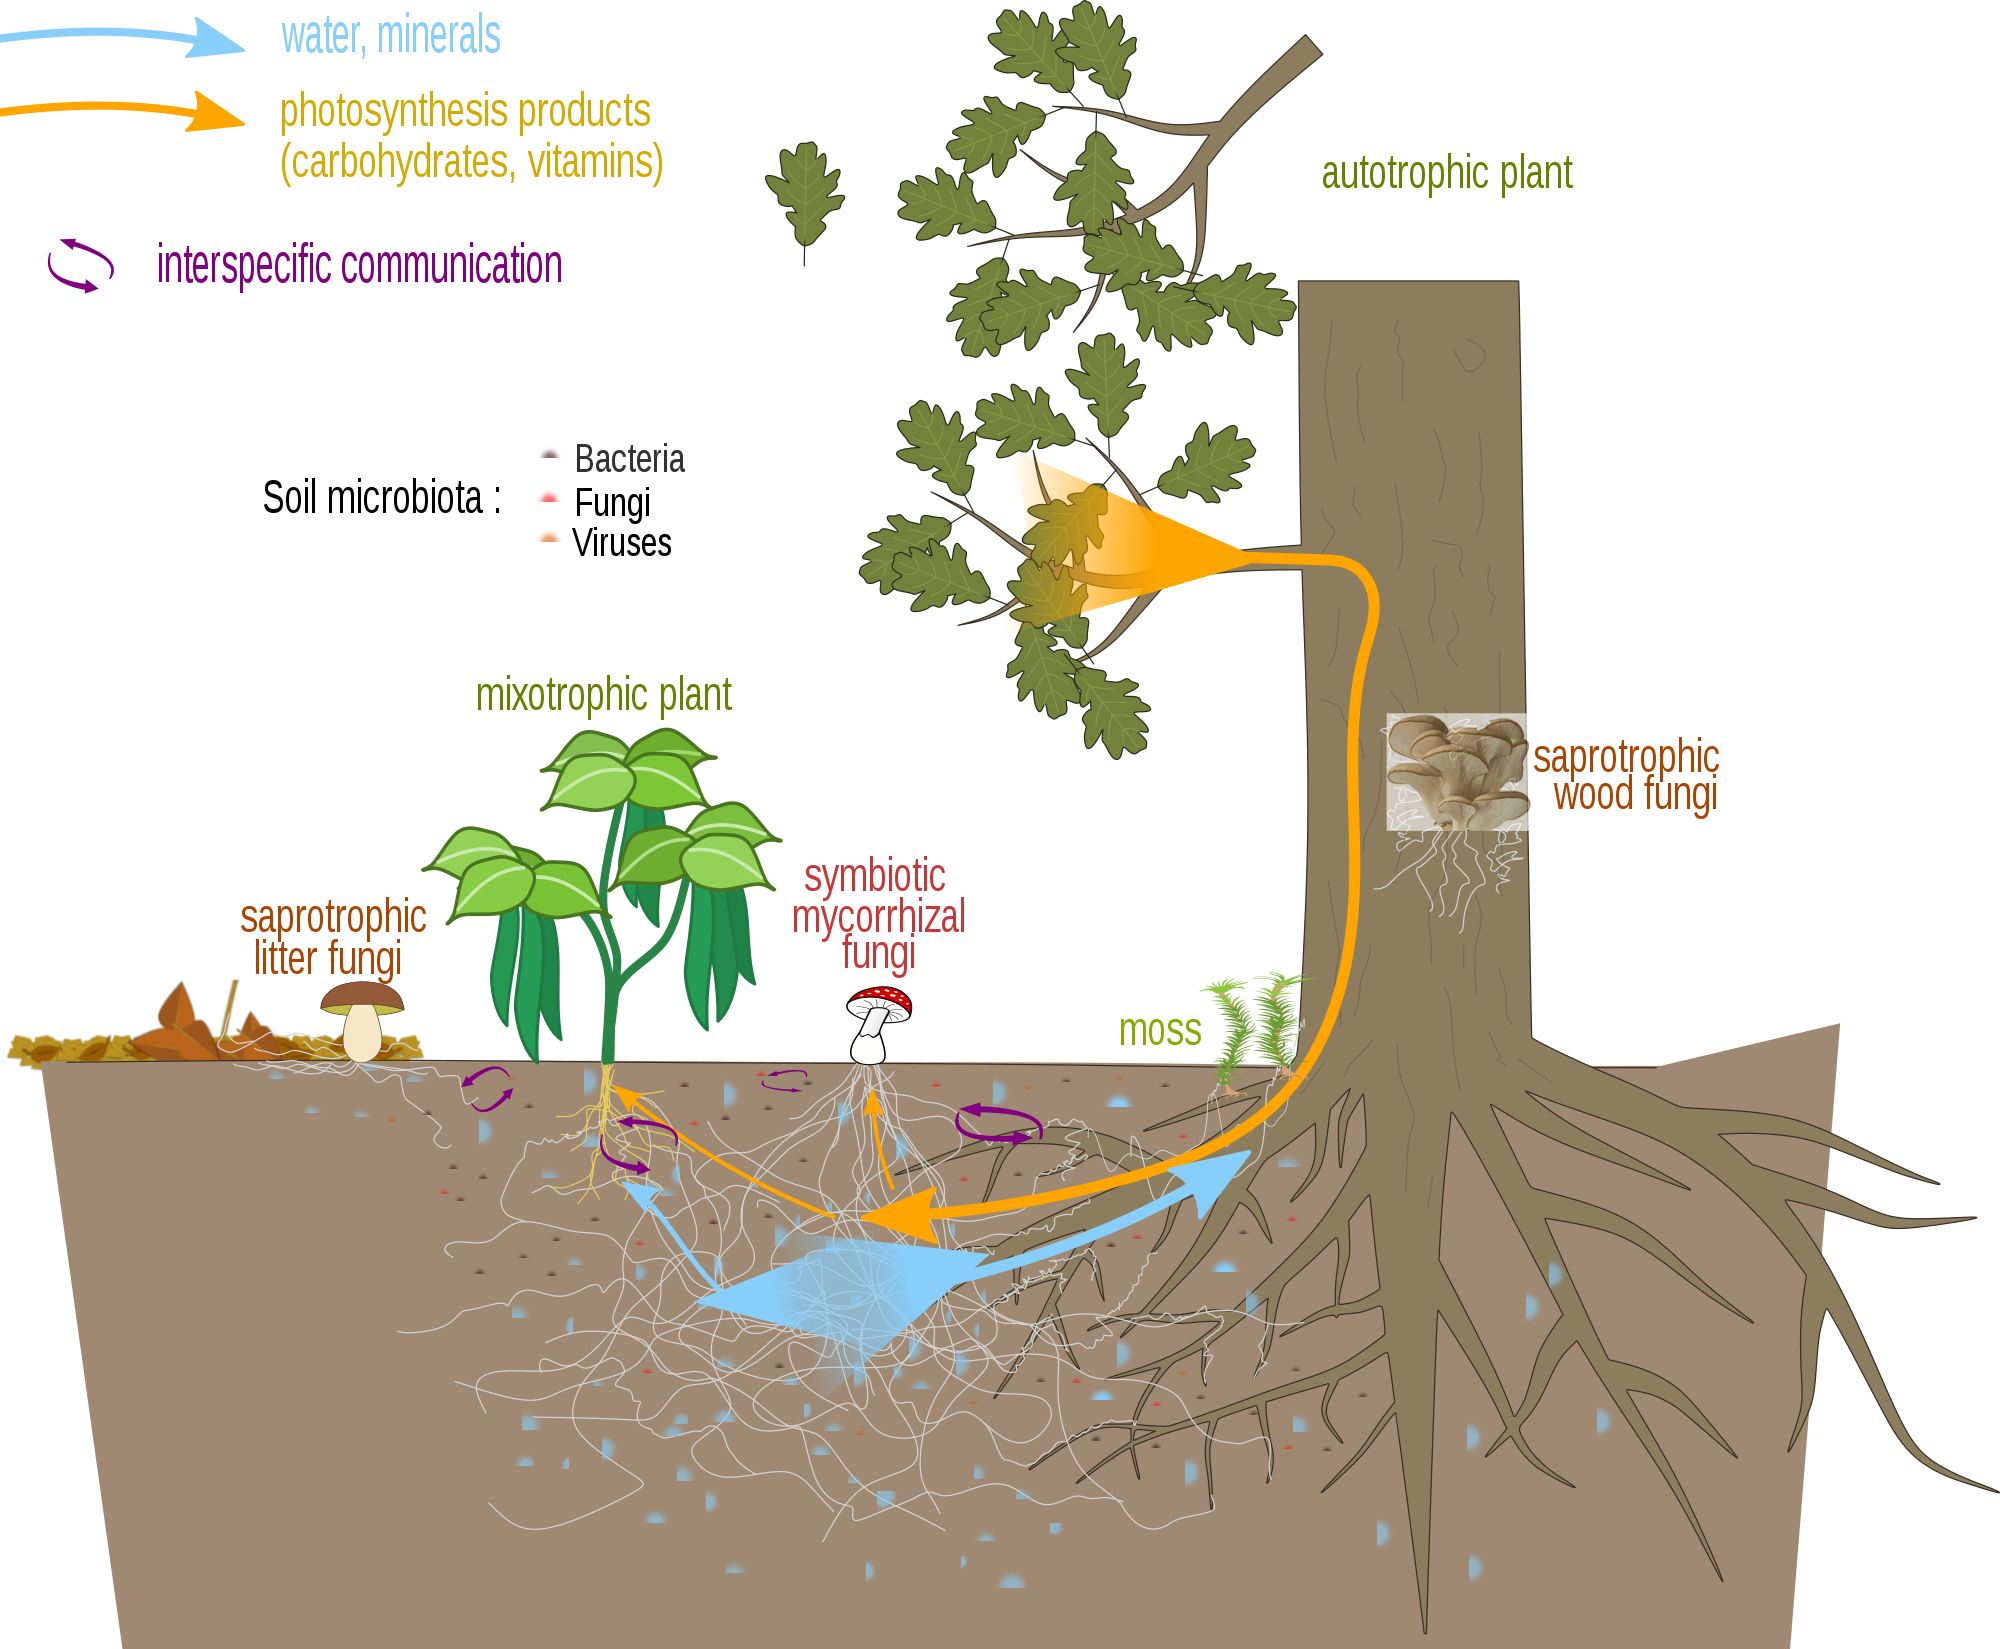 water, minerals
photosynthesis products
(carbohydrates, vitamins)
interspecific communication
autotrophic plant
Soil microbiota :
Bacteria
Fungi
Viruses
mixotrophic plant
saprotrophic
wood fungi
symbiotic
mycorrhizal
fungi
saprotrophic
litter fungi
moss